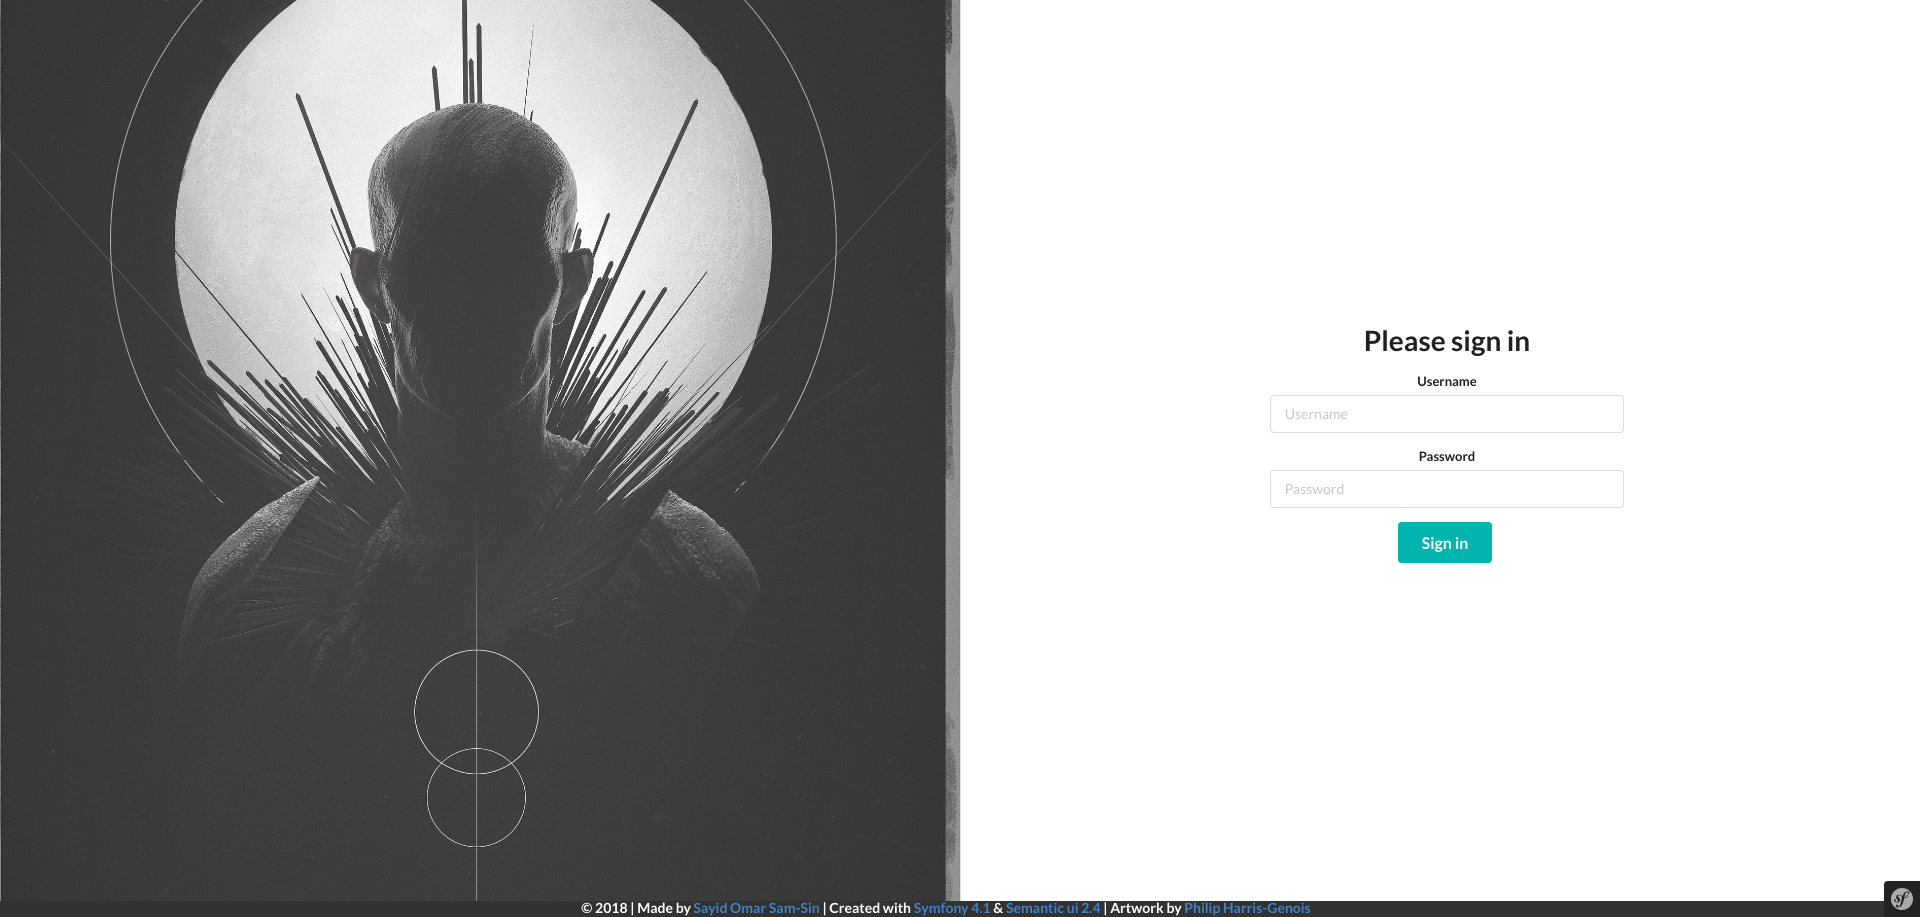 Please sign in
Username
Username
Password
Password
Sign in
© 2018 | Made by Sayid Omar Sam-Sin | Created with Symfony 4.1 & Semantic ui 2.4 | Artwork by Philip Harris-Genois
sf